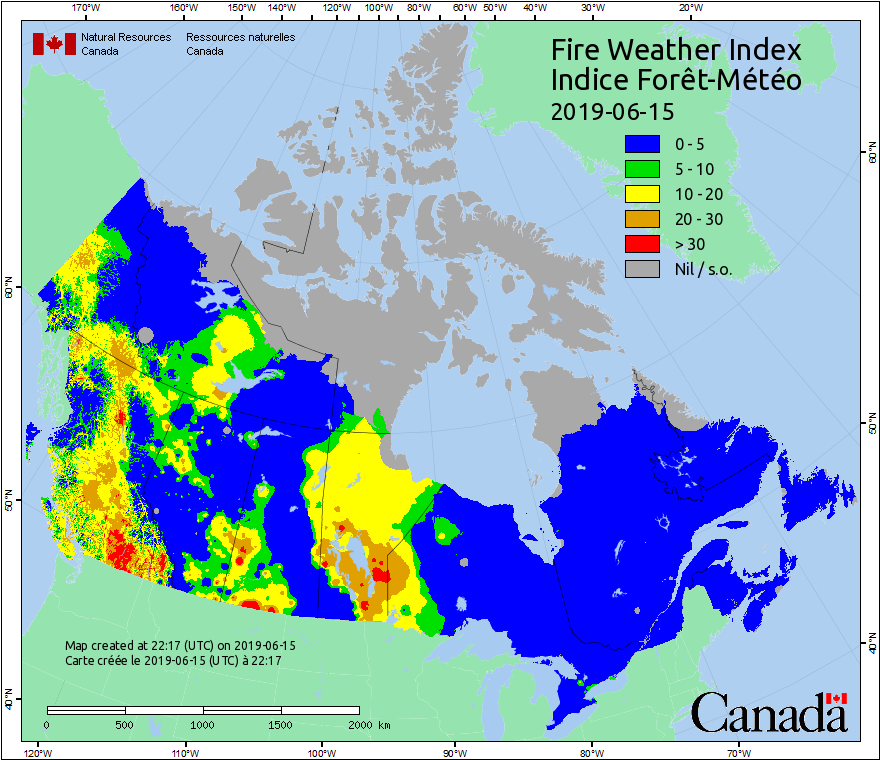 170°W 160°W 150°W 140°W 120°W 100°W 90°W 80°W 60°W 50°W 40°W 30°W 20°W
Natural Resources Ressources naturelles
Canada Canada
Fire Weather Index
Indice Forêt-Météo
2019-06-15
0 - 5
5 - 10
10 - 20
20 - 30
> 30
Nil / s.o.
60°N
60°N
50°N
50°N
40°N
40°N
Map created at 22:17 (UTC) on 2019-06-15
Carte créée le 2019-06-15 (UTC) à 22:17
0 500 1000 1500 2000 km
Canada
120°W 110°W 100°W 90°W 80°W 70°W